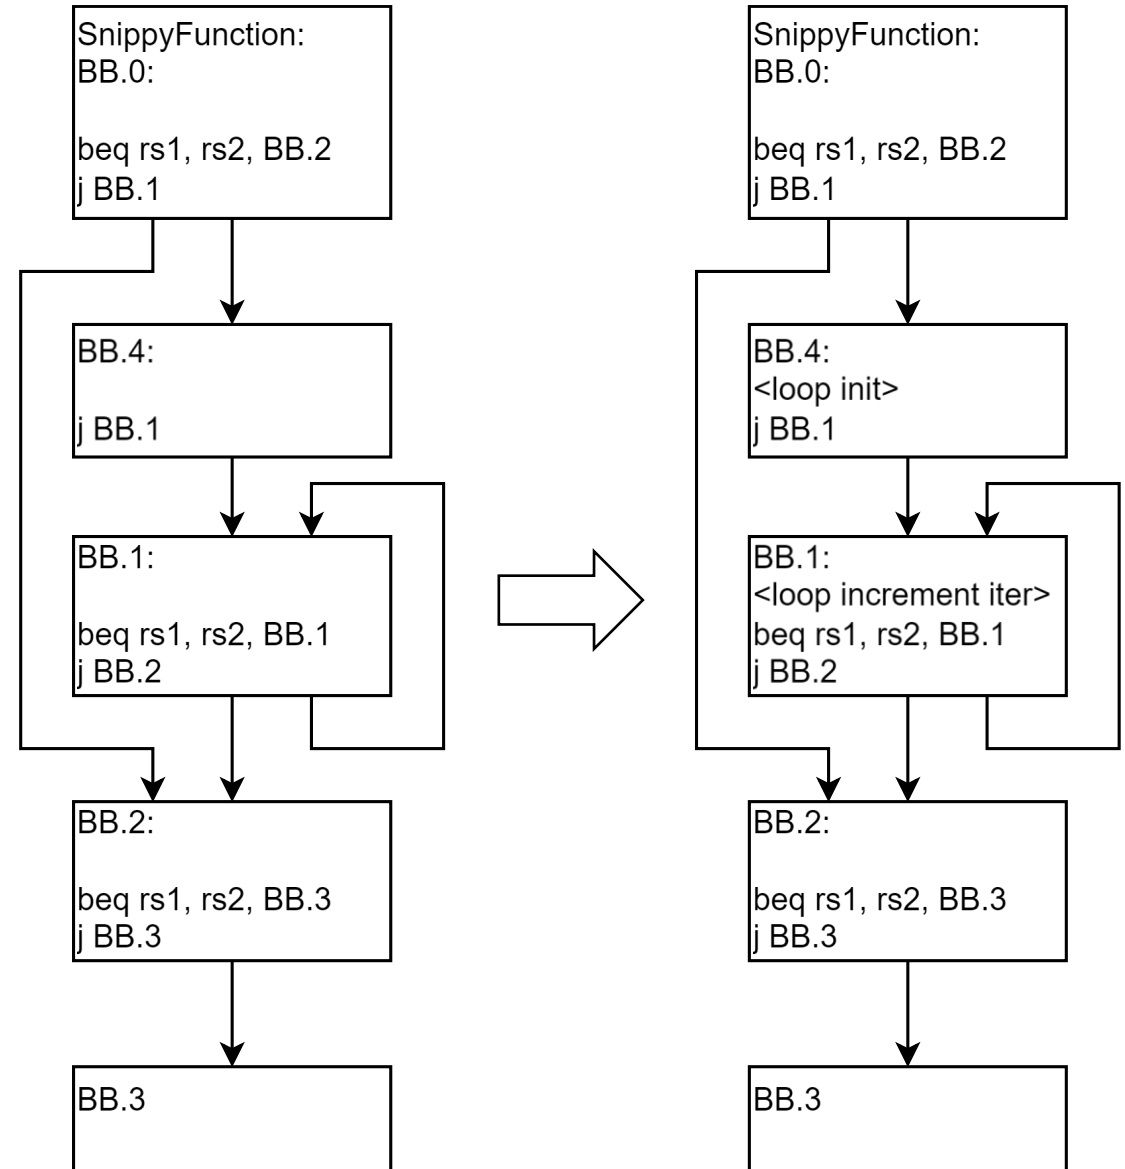 SnippyFunction:
BB.0:
beq rs1, rs2, BB.2
j BB.1
BB.4:
j BB.1
BB.1:
beq rs1, rs2, BB.1
j BB.2
BB.2:
beq rs1, rs2, BB.3
j BB.3
BB.3
SnippyFunction:
BB.0:
beq rs1, rs2, BB.2
j BB.1
BB.4:
<loop init>
j BB.1
BB.1:
<loop increment iter>
beq rs1, rs2, BB.1
j BB.2
BB.2:
beq rs1, rs2, BB.3
j BB.3
BB.3